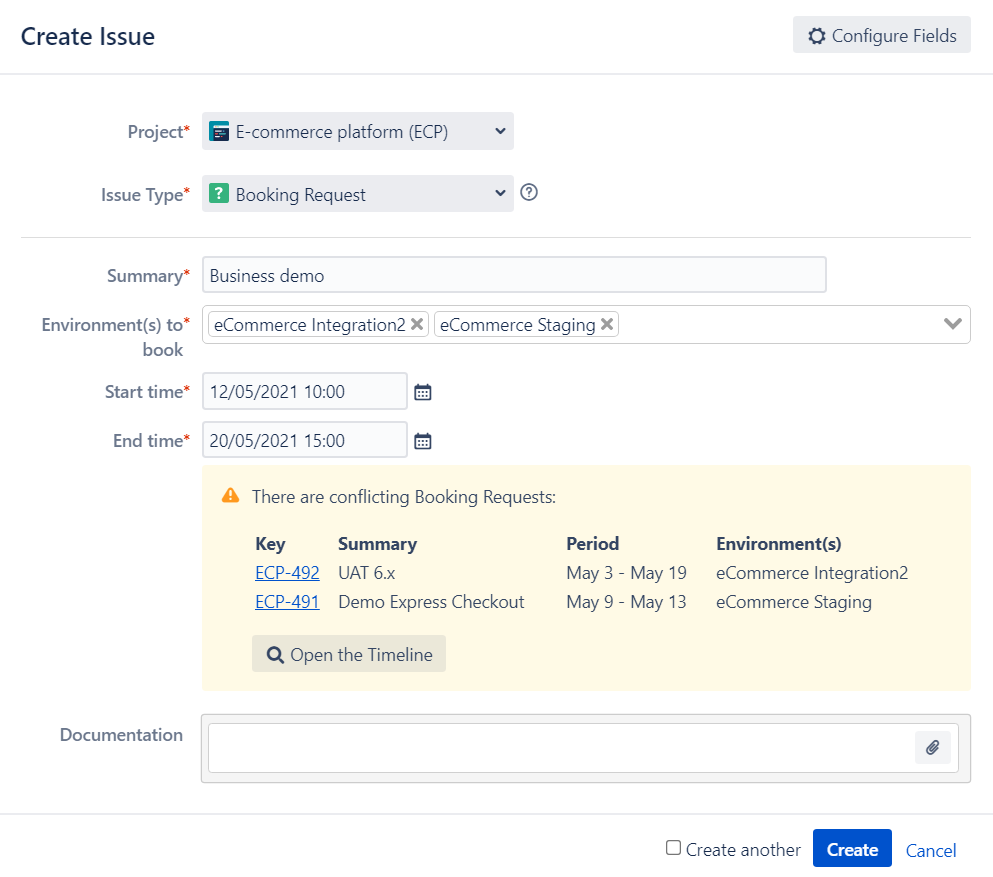 Create Issue
Configure Fields
Project* E-commerce platform (ECP)
Issue Type* ? Booking Request ?
Summary* Business demo
Environment(s) to* eCommerce Integration2 eCommerce Staging
book
Start time* 12/05/2021 10:00
End time* 20/05/2021 15:00
There are conflicting Booking Requests:
Key Summary Period Environment(s)
ECP-492 UAT 6.x May 3 - May 19 eCommerce Integration2
ECP-491 Demo Express Checkout May 9 - May 13 eCommerce Staging
Open the Timeline
Documentation
Create another Create Cancel